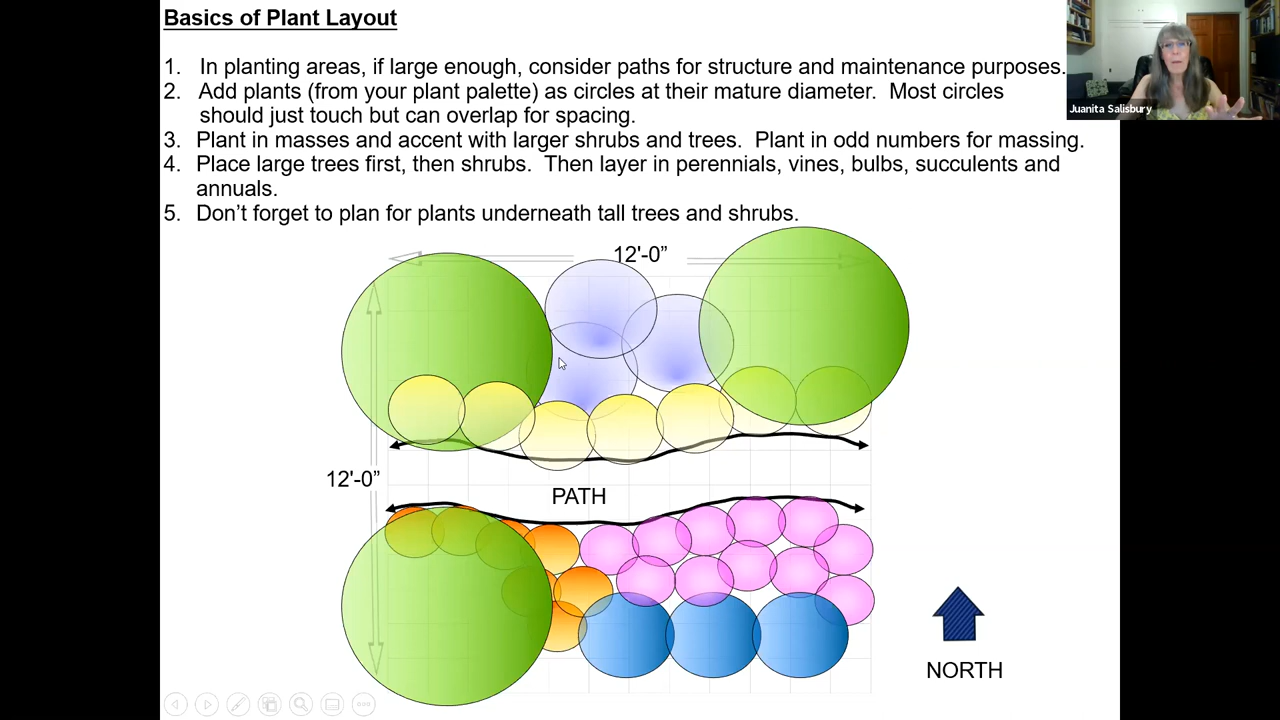 Basics of Plant Layout
1. In planting areas, if large enough, consider paths for structure and maintenance purposes.
2. Add plants (from your plant palette) as circles at their mature diameter. Most circles
should just touch but can overlap for spacing.
3. Plant in masses and accent with larger shrubs and trees. Plant in odd numbers for massing.
4. Place large trees first, then shrubs. Then layer in perennials, vines, bulbs, succulents and
annuals.
5. Don’t forget to plan for plants underneath tall trees and shrubs.
Juanita Salisbury
12'-0”
12'-0”
PATH
NORTH